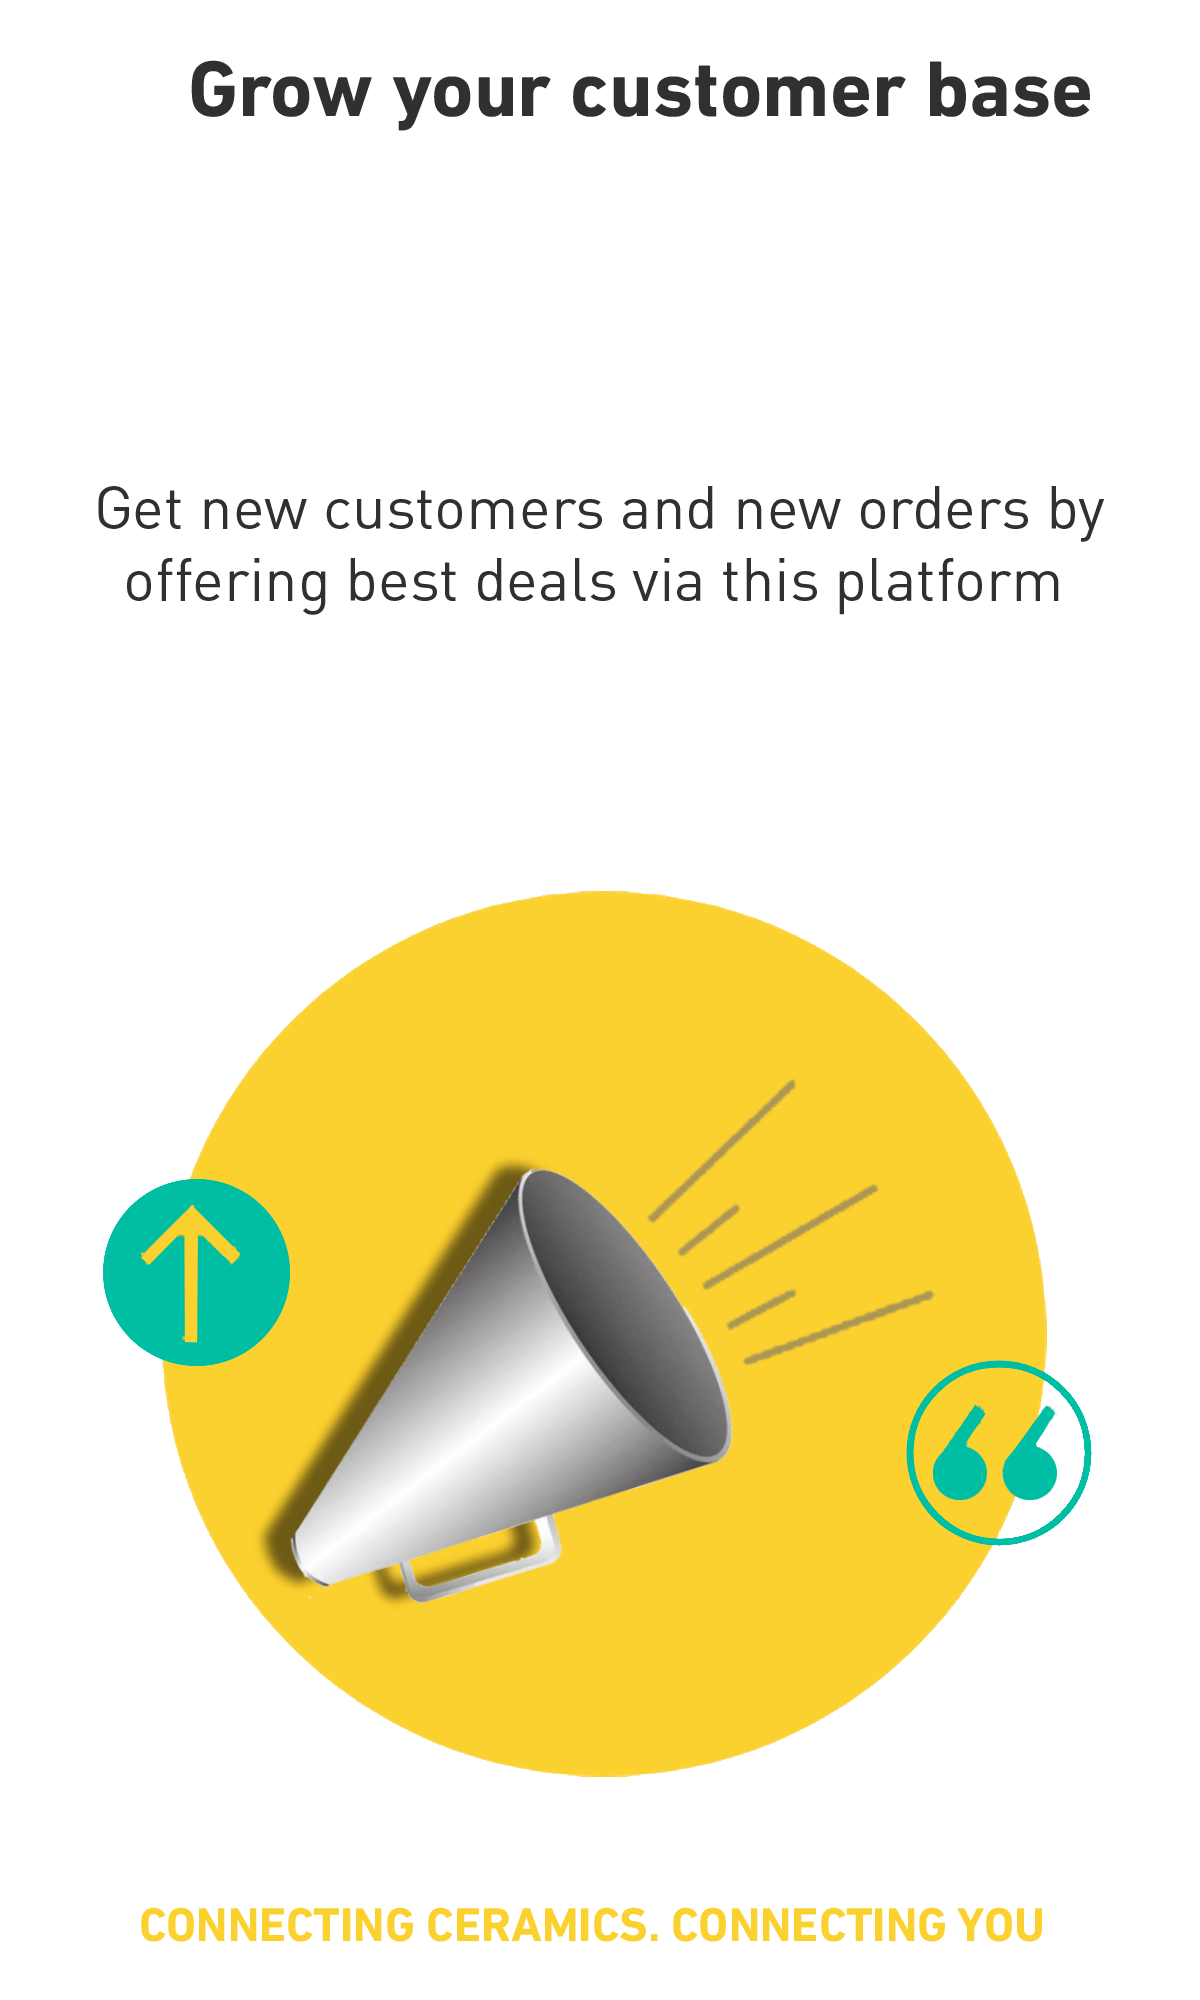 Grow your customer base
Get new customers and new orders by
offering best deals via this platform
CONNECTING CERAMICS. CONNECTING YOU